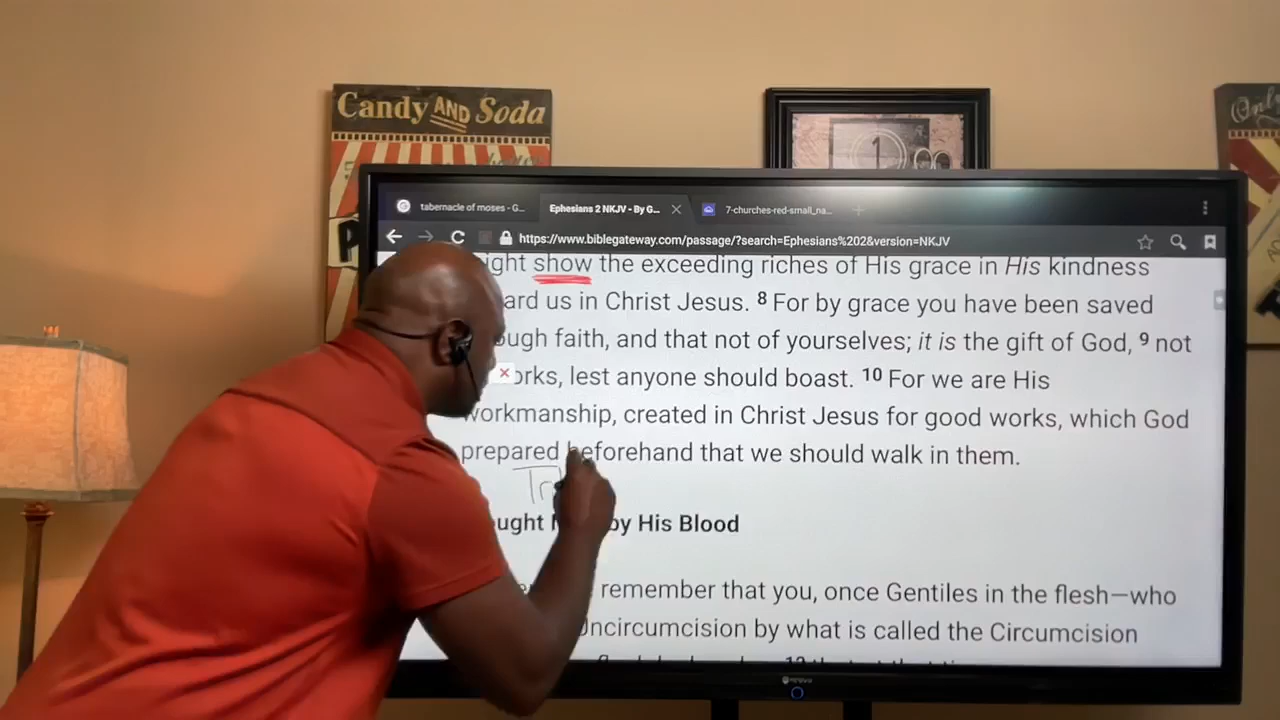 Candy AND Soda
1
Only
tabernacle of moses - G...
Ephesians 2 NKJV - By G...
7-churches-red-small_na...
https://www.biblegateway.com/passage/?search=Ephesians%202&version=NKJV
show the exceeding riches of His grace in His kindness
us in Christ Jesus. 8 For by grace you have been saved
faith, and that not of yourselves; it is the gift of God, 9 not
lest anyone should boast. 10 For we are His
workmanship, created in Christ Jesus for good works, which God
prepared beforehand that we should walk in them.
by His Blood
remember that you, once Gentiles in the flesh—who
Uncircumcision by what is called the Circumcision